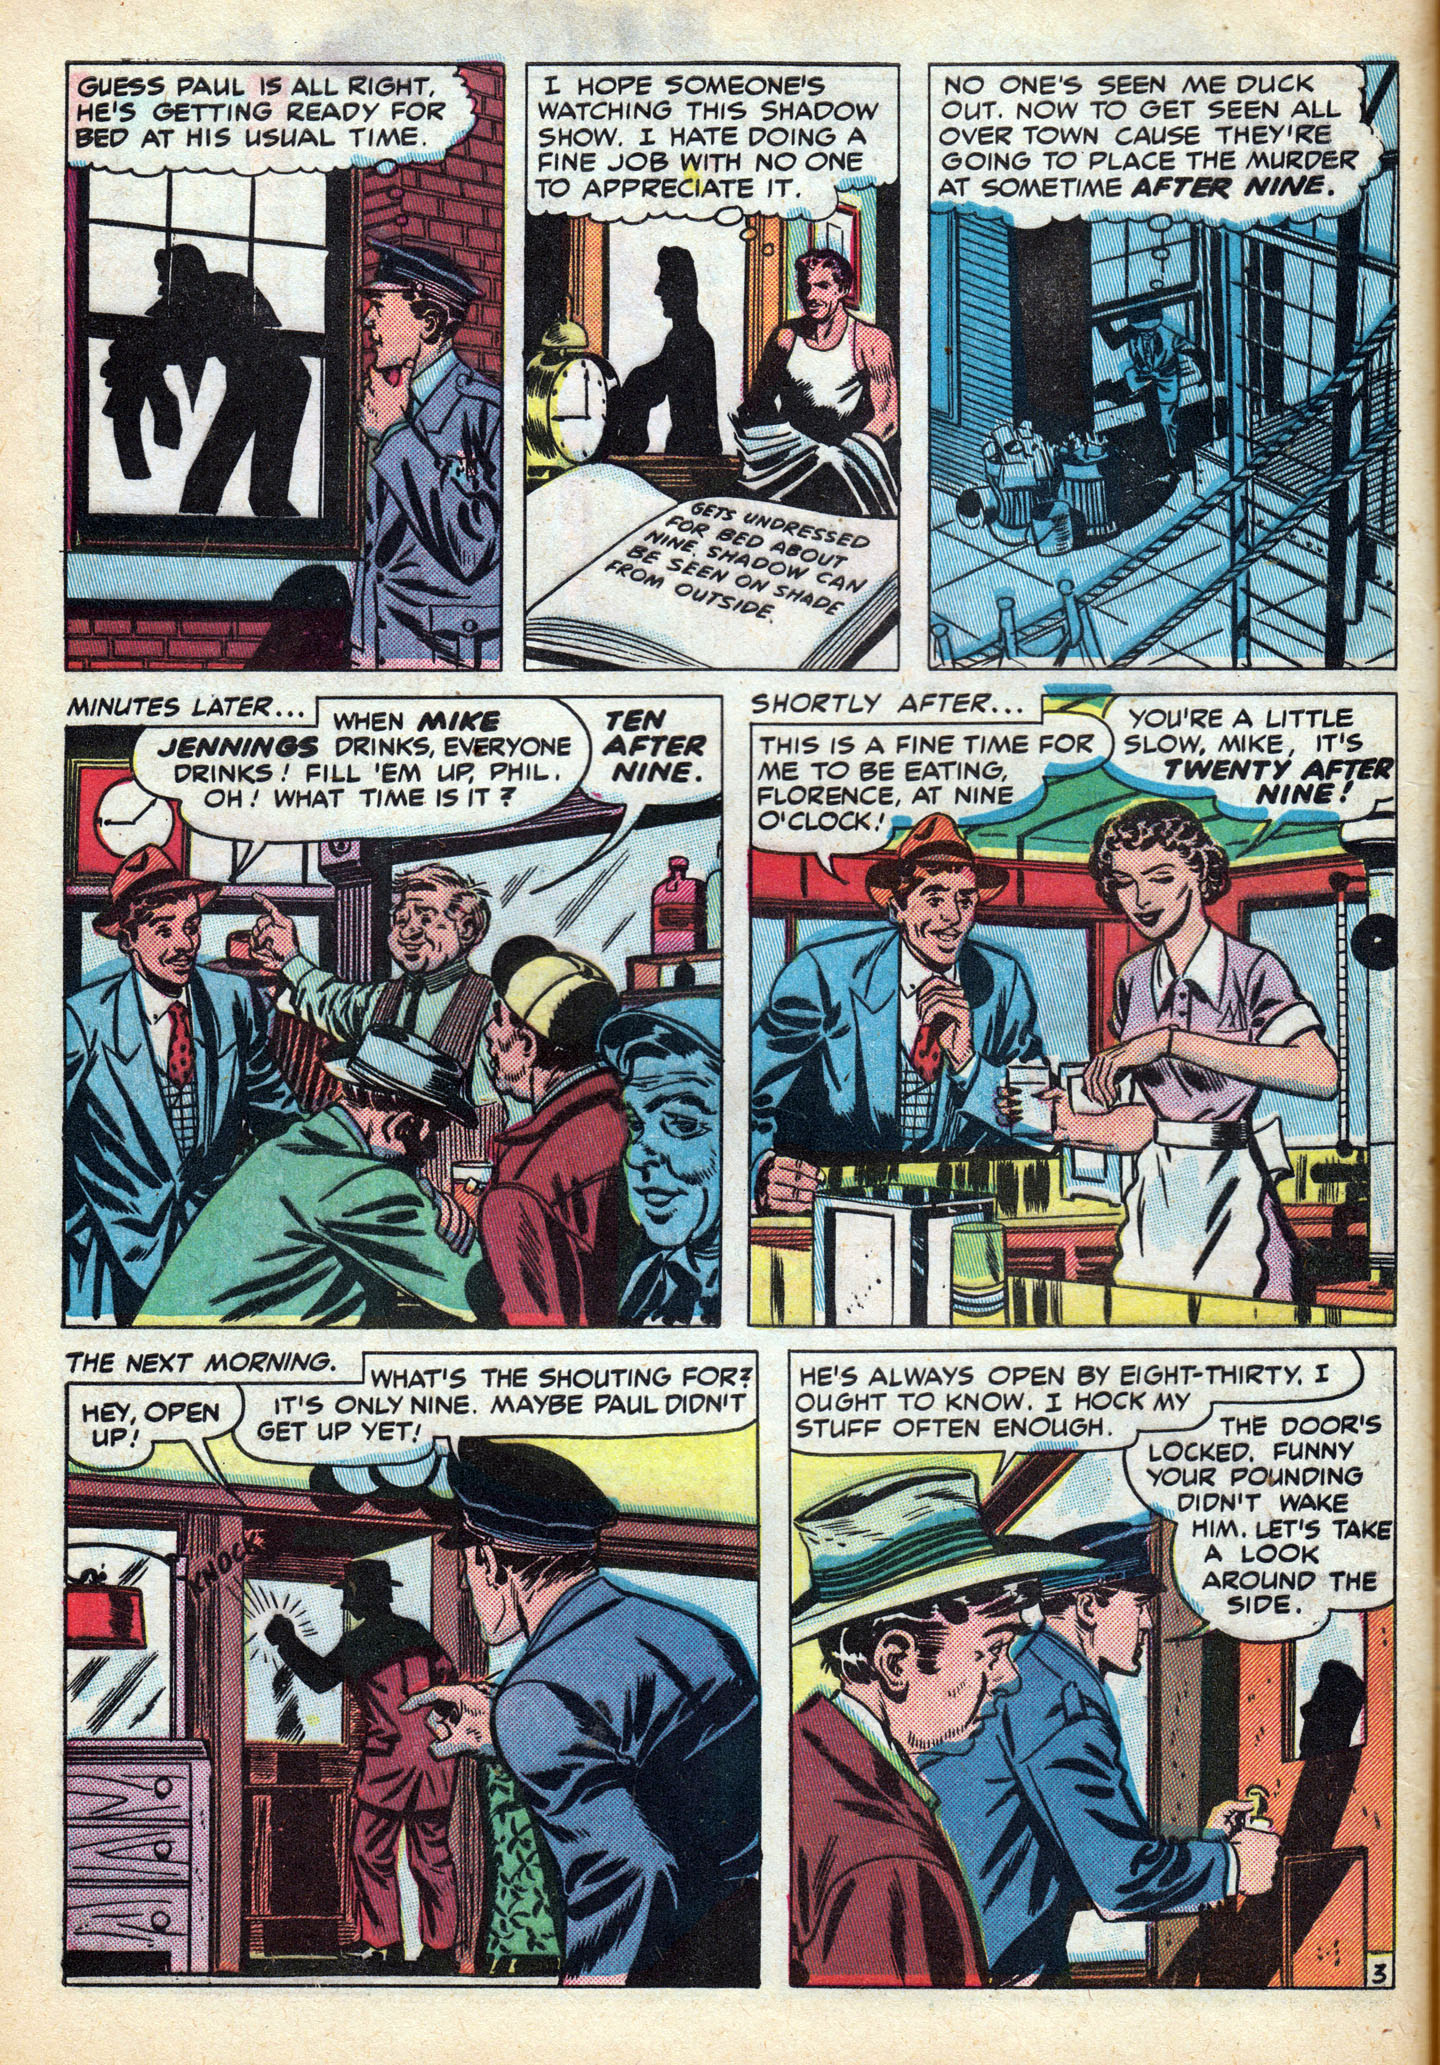 GUESS PAUL IS ALL RIGHT,
HE'S GETTING READY FOR
BED AT HIS USUAL TIME.
I HOPE SOMEONE'S
WATCHING THIS SHADOW
SHOW. I HATE DOING A
FINE JOB WITH NO ONE
TO APPRECIATE IT.
GETS UNDRESSED
FOR BED ABOUT
NINE. SHADOW CAN
BE SEEN ON SHADE
FROM OUTSIDE.
NO ONE'S SEEN ME DUCK
OUT. NOW TO GET SEEN ALL
OVER TOWN CAUSE THEY'RE
GOING TO PLACE THE MURDER
AT SOMETIME AFTER NINE.
MINUTES LATER...
WHEN MIKE
JENNINGS DRINKS, EVERYONE
DRINKS! FILL 'EM UP, PHIL.
OH! WHAT TIME IS IT?
TEN
AFTER
NINE.
SHORTLY AFTER...
THIS IS A FINE TIME FOR
ME TO BE EATING,
FLORENCE, AT NINE
O'CLOCK!
YOU'RE A LITTLE
SLOW, MIKE, IT'S
TWENTY AFTER
NINE!
THE NEXT MORNING.
HEY, OPEN
UP!
WHAT'S THE SHOUTING FOR?
IT'S ONLY NINE. MAYBE PAUL DIDN'T
GET UP YET!
KNOCK
HE'S ALWAYS OPEN BY EIGHT-THIRTY. I
OUGHT TO KNOW. I HOCK MY
STUFF OFTEN ENOUGH.
THE DOOR'S
LOCKED. FUNNY
YOUR POUNDING
DIDN'T WAKE
HIM. LET'S TAKE
A LOOK
AROUND THE
SIDE.
3